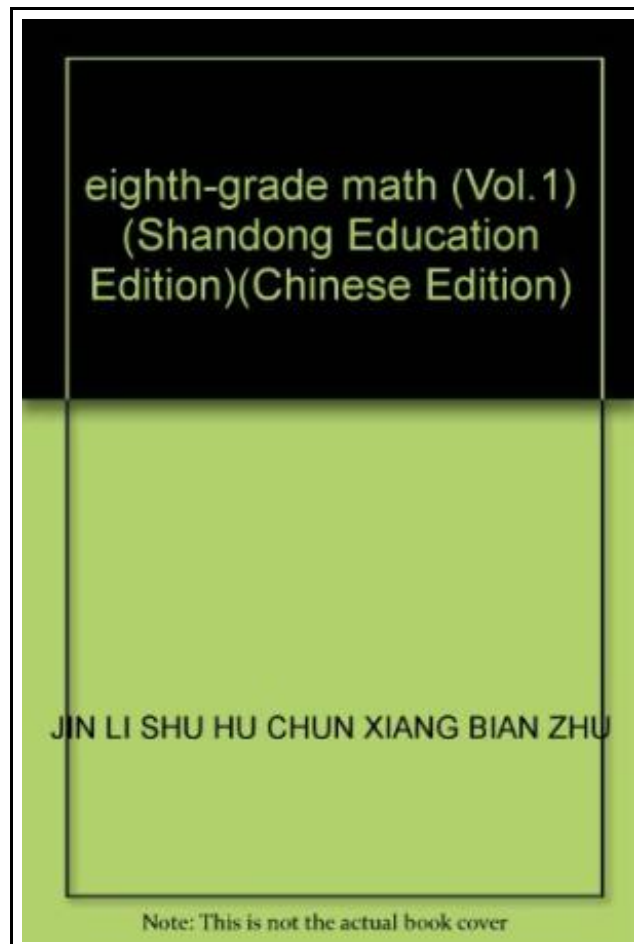 eighth-grade math (Vol.1)
(Shandong Education
Edition)(Chinese Edition)
JIN LI SHU HU CHUN XIANG BIAN ZHU
Note: This is not the actual book cover